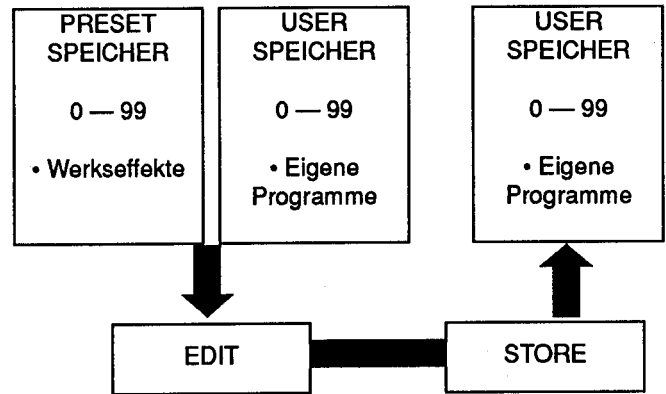 PRESET
SPEICHER
0 — 99
• Werkseffekte
USER
SPEICHER
0 — 99
• Eigene
Programme
USER
SPEICHER
0 — 99
• Eigene
Programme
EDIT
STORE